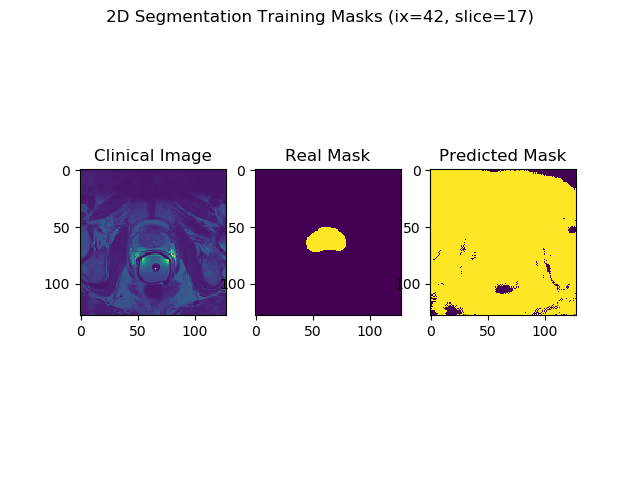 2D Segmentation Training Masks (ix=42, slice=17)
Clinical Image Real Mask Predicted Mask
0 0 0
50 50 50
100 100 100
0 50 100 0 50 100 0 50 100